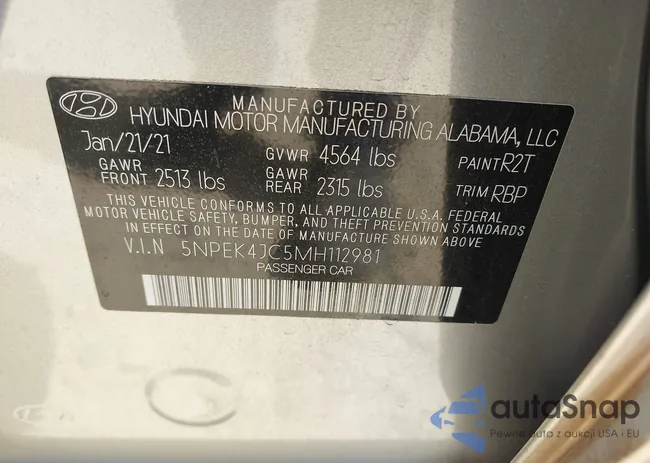 MANUFACTURED BY
HYUNDAI MOTOR MANUFACTURING ALABAMA, LLC
Jan/21/21 GVWR 4564 lbs PAINT R2T
GAWR FRONT 2513 lbs GAWR REAR 2315 lbs TRIM RBP
THIS VEHICLE CONFORMS TO ALL APPLICABLE U.S.A. FEDERAL
MOTOR VEHICLE SAFETY, BUMPER, AND THEFT PREVENTION STANDARDS
IN EFFECT ON THE DATE OF MANUFACTURE SHOWN ABOVE
V.I.N 5NPEK4JC5MH112981
PASSENGER CAR
autoSnap
Pewne auta z aukcji USA i EU